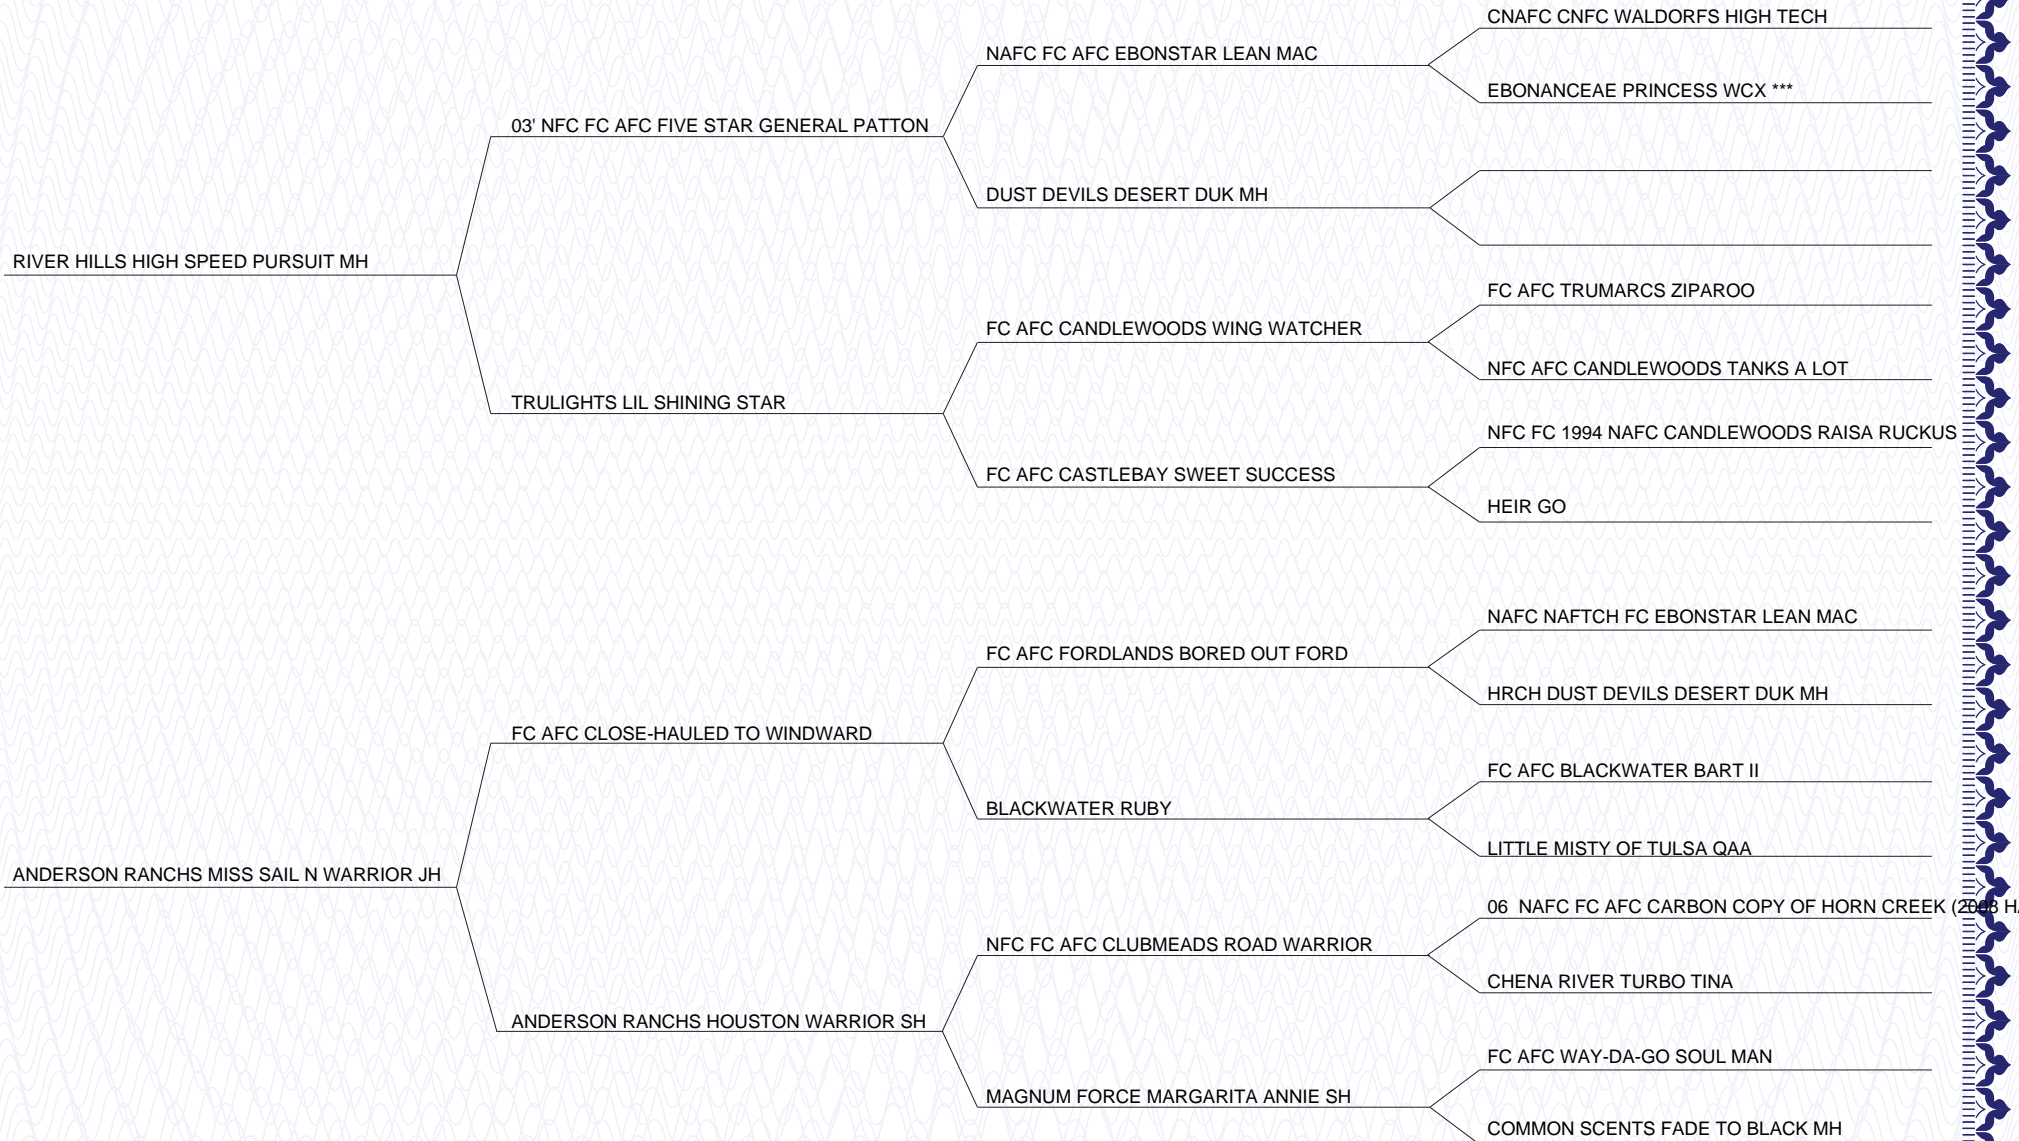 CNAFC CNFC WALDORFS HIGH TECH
NAFC FC AFC EBONSTAR LEAN MAC
EBONANCEAE PRINCESS WCX ***
03' NFC FC AFC FIVE STAR GENERAL PATTON
DUST DEVILS DESERT DUK MH
RIVER HILLS HIGH SPEED PURSUIT MH
FC AFC TRUMARCS ZIPAROO
FC AFC CANDLEWOODS WING WATCHER
NFC AFC CANDLEWOODS TANKS A LOT
TRULIGHTS LIL SHINING STAR
NFC FC 1994 NAFC CANDLEWOODS RAISA RUCKUS
FC AFC CASTLEBAY SWEET SUCCESS
HEIR GO
NAFC NAFTCH FC EBONSTAR LEAN MAC
FC AFC FORDLANDS BORED OUT FORD
HRCH DUST DEVILS DESERT DUK MH
FC AFC CLOSE-HAULED TO WINDWARD
FC AFC BLACKWATER BART II
BLACKWATER RUBY
LITTLE MISTY OF TULSA QAA
ANDERSON RANCHS MISS SAIL N WARRIOR JH
06 NAFC FC AFC CARBON COPY OF HORN CREEK (2008
NFC FC AFC CLUBMEADS ROAD WARRIOR
CHENA RIVER TURBO TINA
ANDERSON RANCHS HOUSTON WARRIOR SH
FC AFC WAY-DA-GO SOUL MAN
MAGNUM FORCE MARGARITA ANNIE SH
COMMON SCENTS FADE TO BLACK MH